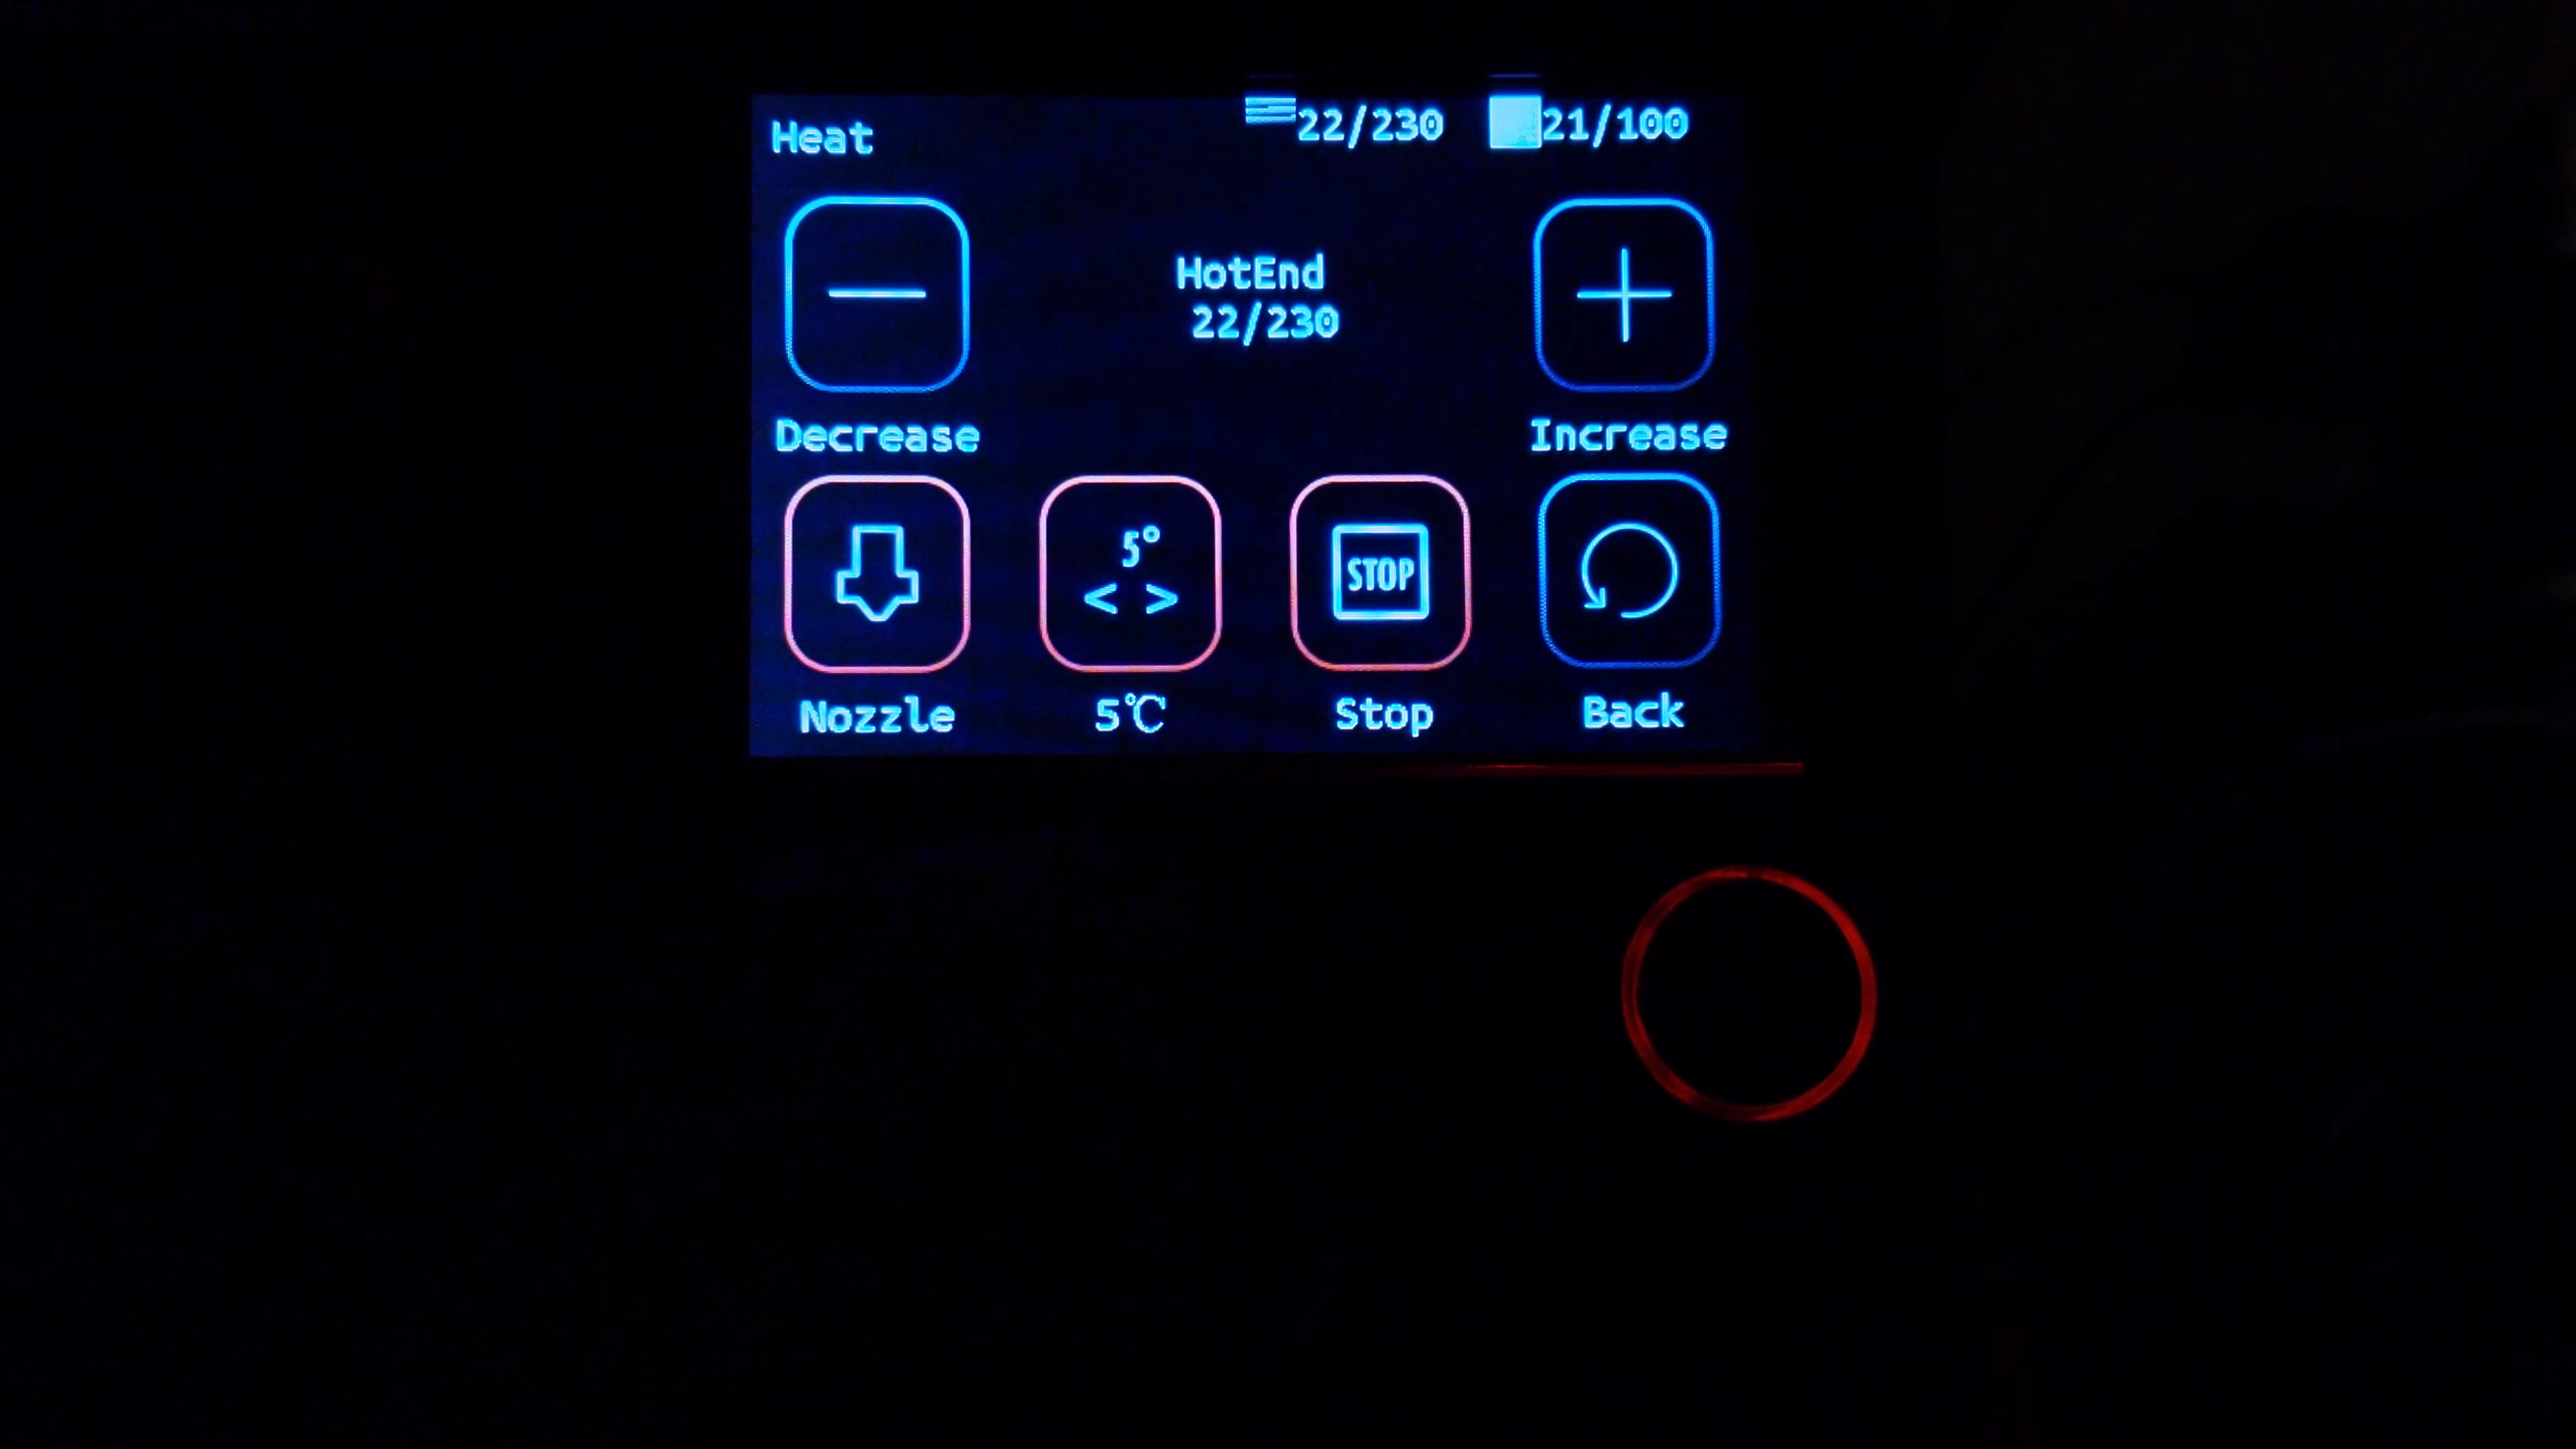 Heat 22/230 21/100
HotEnd
22/230
Decrease Increase
5°
< > STOP
Nozzle 5℃ Stop Back